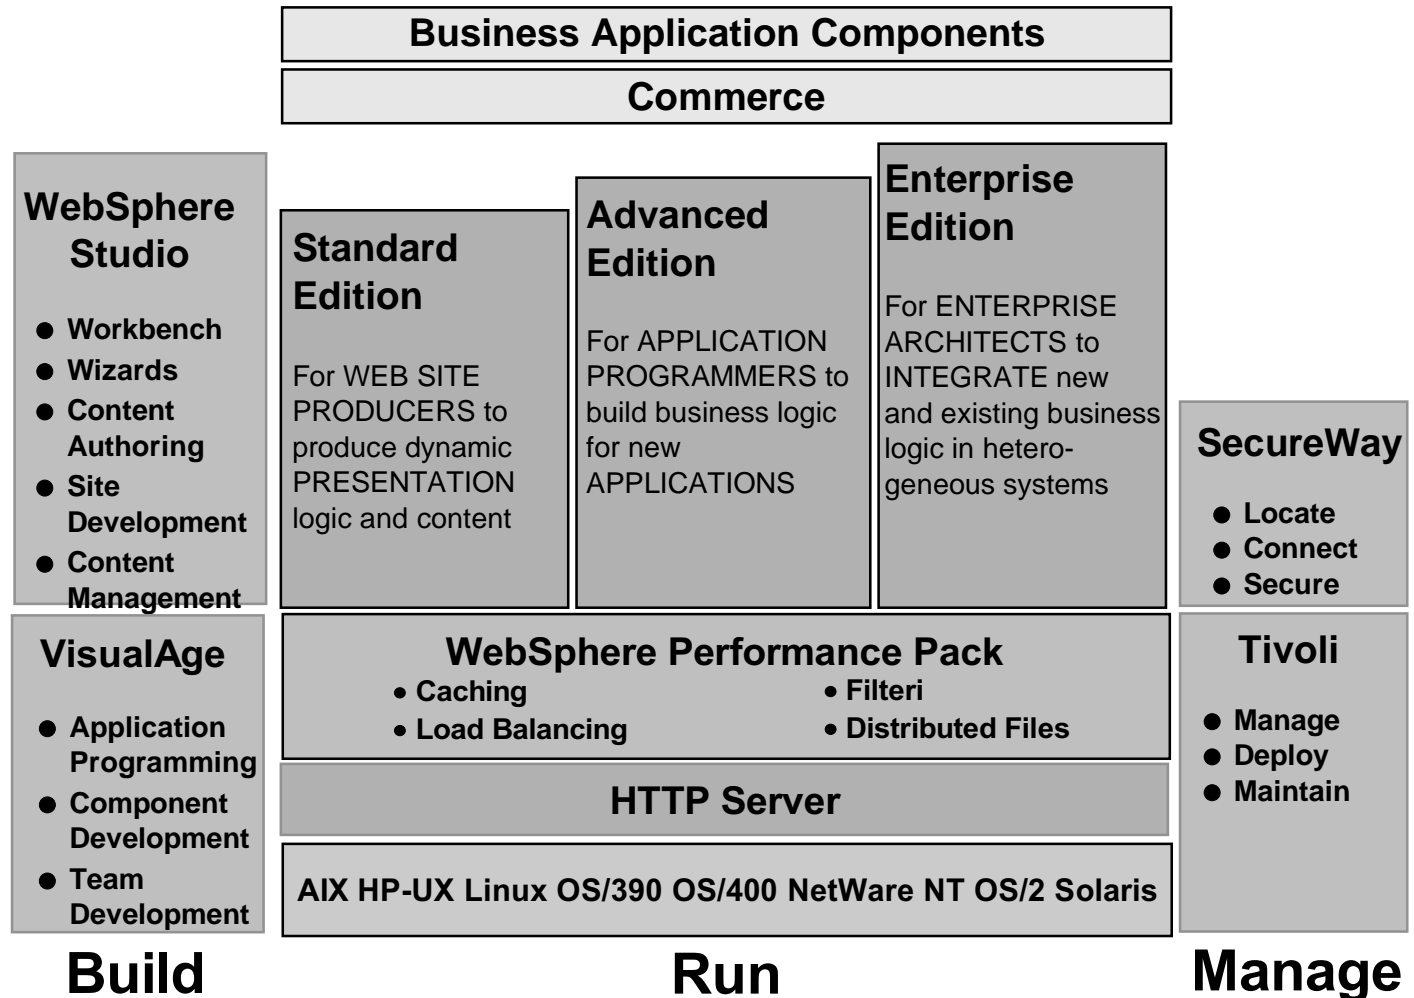 Business Application Components
Commerce
WebSphere
Studio
● Workbench
● Wizards
● Content
Authoring
● Site
Development
● Content
Management
VisualAge
● Application
Programming
● Component
Development
● Team
Development
Build
Standard
Edition
For WEB SITE
PRODUCERS to
produce dynamic
PRESENTATION
logic and content
Advanced
Edition
For APPLICATION
PROGRAMMERS to
build business logic
for new
APPLICATIONS
Enterprise
Edition
For ENTERPRISE
ARCHITECTS to
INTEGRATE new
and existing business
logic in hetero-
geneous systems
WebSphere Performance Pack
● Caching
● Load Balancing
● Filteri
● Distributed Files
HTTP Server
AIX HP-UX Linux OS/390 OS/400 NetWare NT OS/2 Solaris
Run
SecureWay
● Locate
● Connect
● Secure
Tivoli
● Manage
● Deploy
● Maintain
Manage